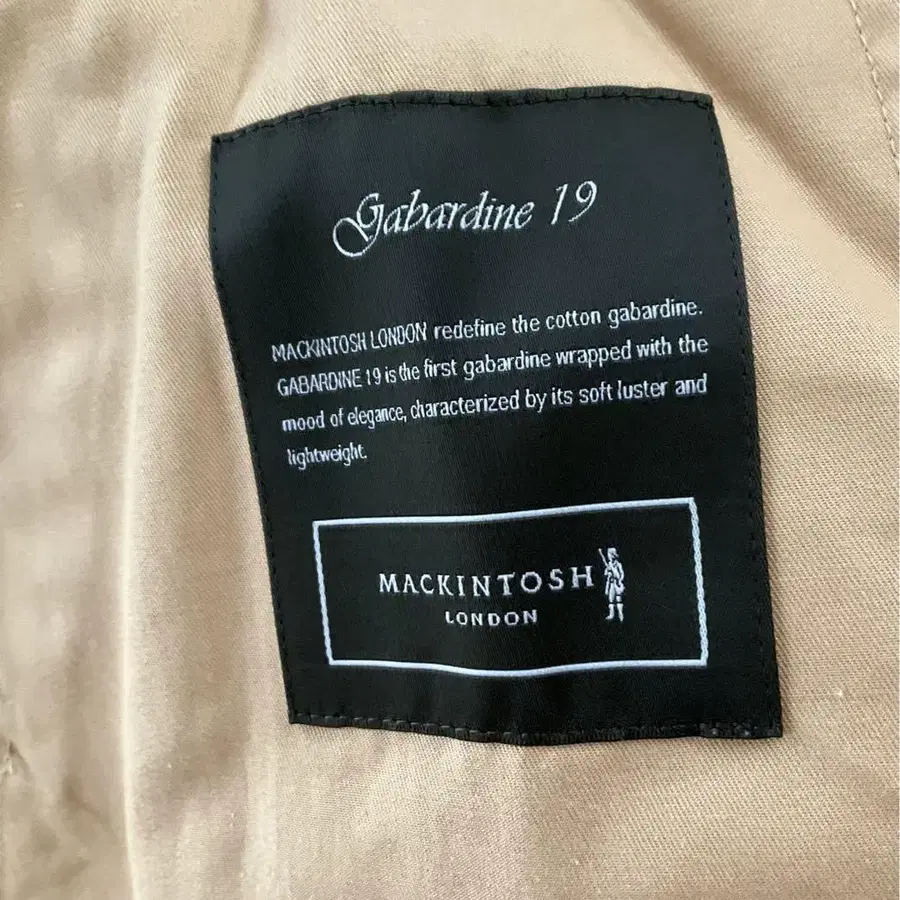 Gabardine 19
MACKINTOSH LONDON redefine the cotton gabardine.
GABARDINE 19 is the first gabardine wrapped with the
mood of elegance, characterized by its soft luster and
lightweight.
MACKINTOSH
LONDON